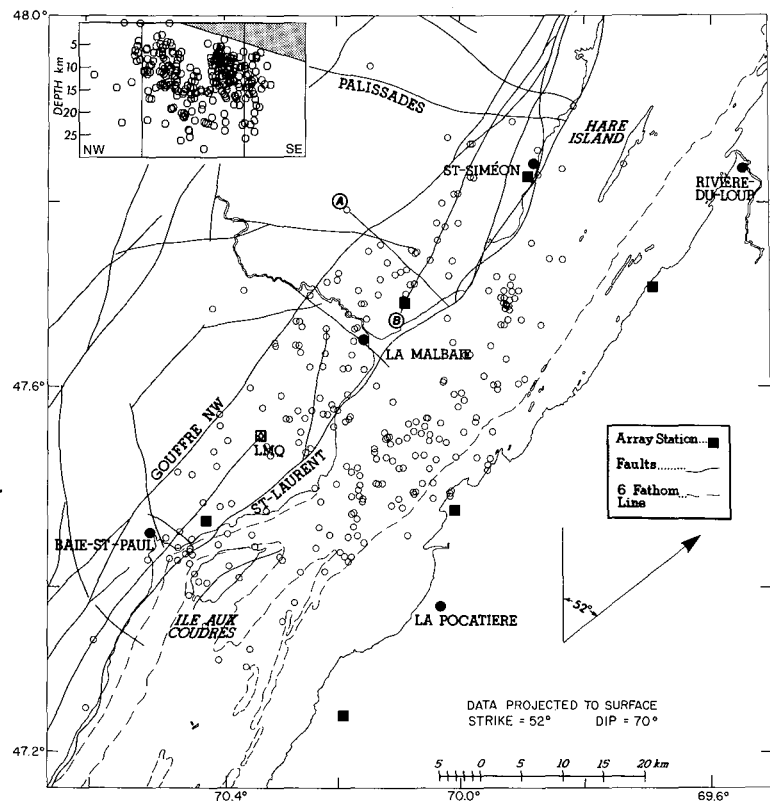 48.0°
5
10
15
20
25
DEPTH km
NW
SE
PALISSADES
HARE
ISLAND
ST-SIMÉON
RIVIÈRE-
DU-LOUP
A
B
LA MALBAIE
47.6°
GOUFFRE NW
LMQ
ST-LAURENT
Array Station...
Faults........
6 Fathom
Line
BAIE-ST-PAUL
52°
ILE AUX
COUDRES
LA POCATIERE
DATA PROJECTED TO SURFACE
STRIKE = 52° DIP = 70°
47.2°
5 0 5 10 15 20 km
70.4°
70.0°
69.6°